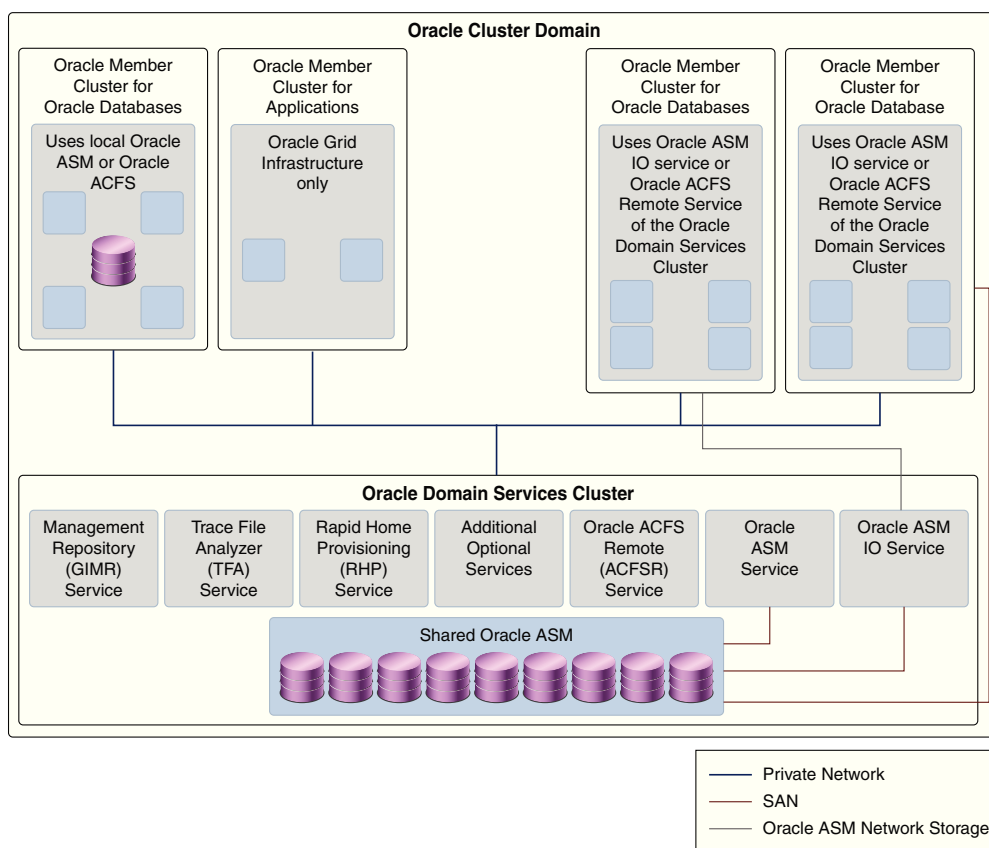 Oracle Cluster Domain
Oracle Member
Cluster for
Oracle Databases
Uses local Oracle
ASM or Oracle
ACFS
Oracle Member
Cluster for
Applications
Oracle Grid
Infrastructure
only
Oracle Member
Cluster for
Oracle Databases
Uses Oracle ASM
IO service or
Oracle ACFS
Remote Service
of the Oracle
Domain Services
Cluster
Oracle Member
Cluster for
Oracle Database
Uses Oracle ASM
IO service or
Oracle ACFS
Remote Service
of the Oracle
Domain Services
Cluster
Oracle Domain Services Cluster
Management
Repository
(GIMR)
Service
Trace File
Analyzer
(TFA)
Service
Rapid Home
Provisioning
(RHP)
Service
Additional
Optional
Services
Oracle ACFS
Remote
(ACFSR)
Service
Oracle
ASM
Service
Oracle ASM
IO Service
Shared Oracle ASM
Private Network
SAN
Oracle ASM Network Storage